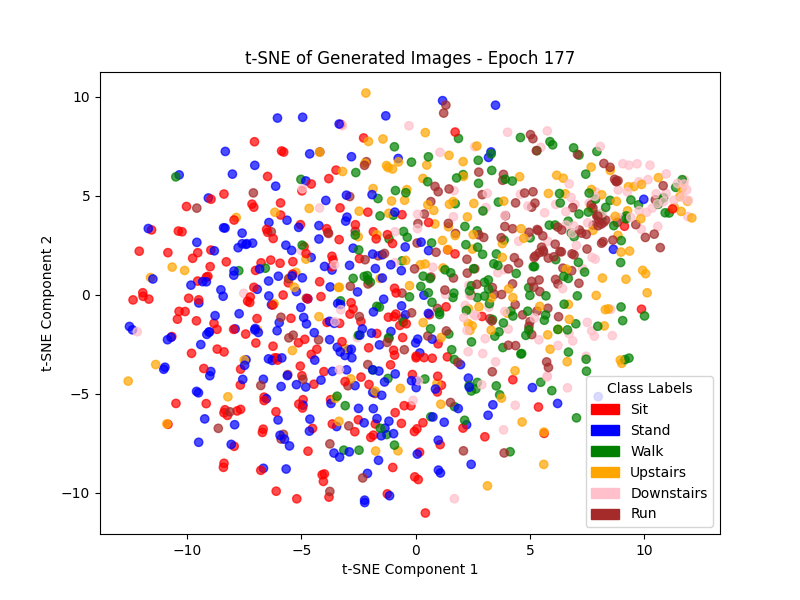 t-SNE of Generated Images - Epoch 177
10
5
0
−5
−10
t-SNE Component 2
−10
−5
0
5
10
t-SNE Component 1
Class Labels
Sit
Stand
Walk
Upstairs
Downstairs
Run